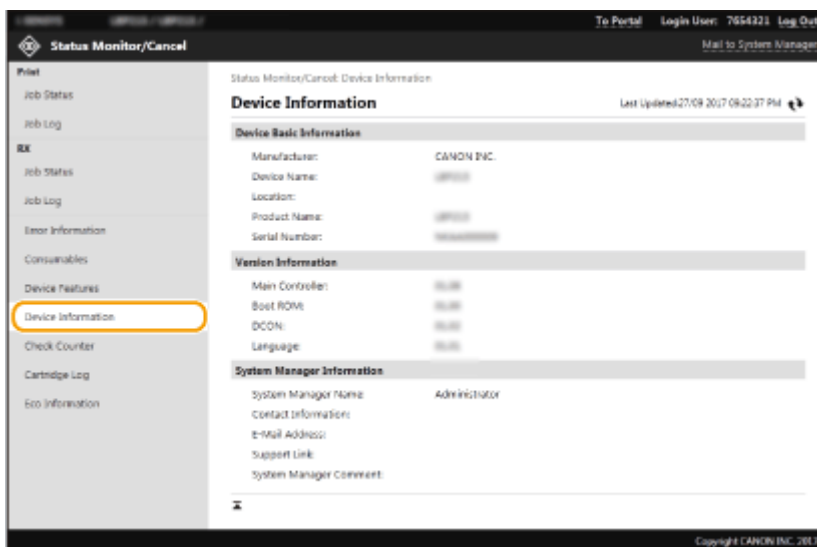 To Portal Login User: 7654321 Log Out
Status Monitor/Cancel Mail to System Manager
Print
Job Status
Job Log
RX
Job Status
Job Log
Error Information
Consumables
Device Features
Device Information
Check Counter
Cartridge Log
Eco Information
Status Monitor/Cancel: Device Information
Device Information Last Updated:27/09 2017 09:22:37 PM
Device Basic Information
Manufacturer: CANON INC.
Device Name:
Location:
Product Name:
Serial Number:
Version Information
Main Controller:
Boot ROM:
DCON:
Language:
System Manager Information
System Manager Name: Administrator
Contact Information:
E-Mail Address:
Support Link:
System Manager Comment:
Copyright CANON INC. 2017